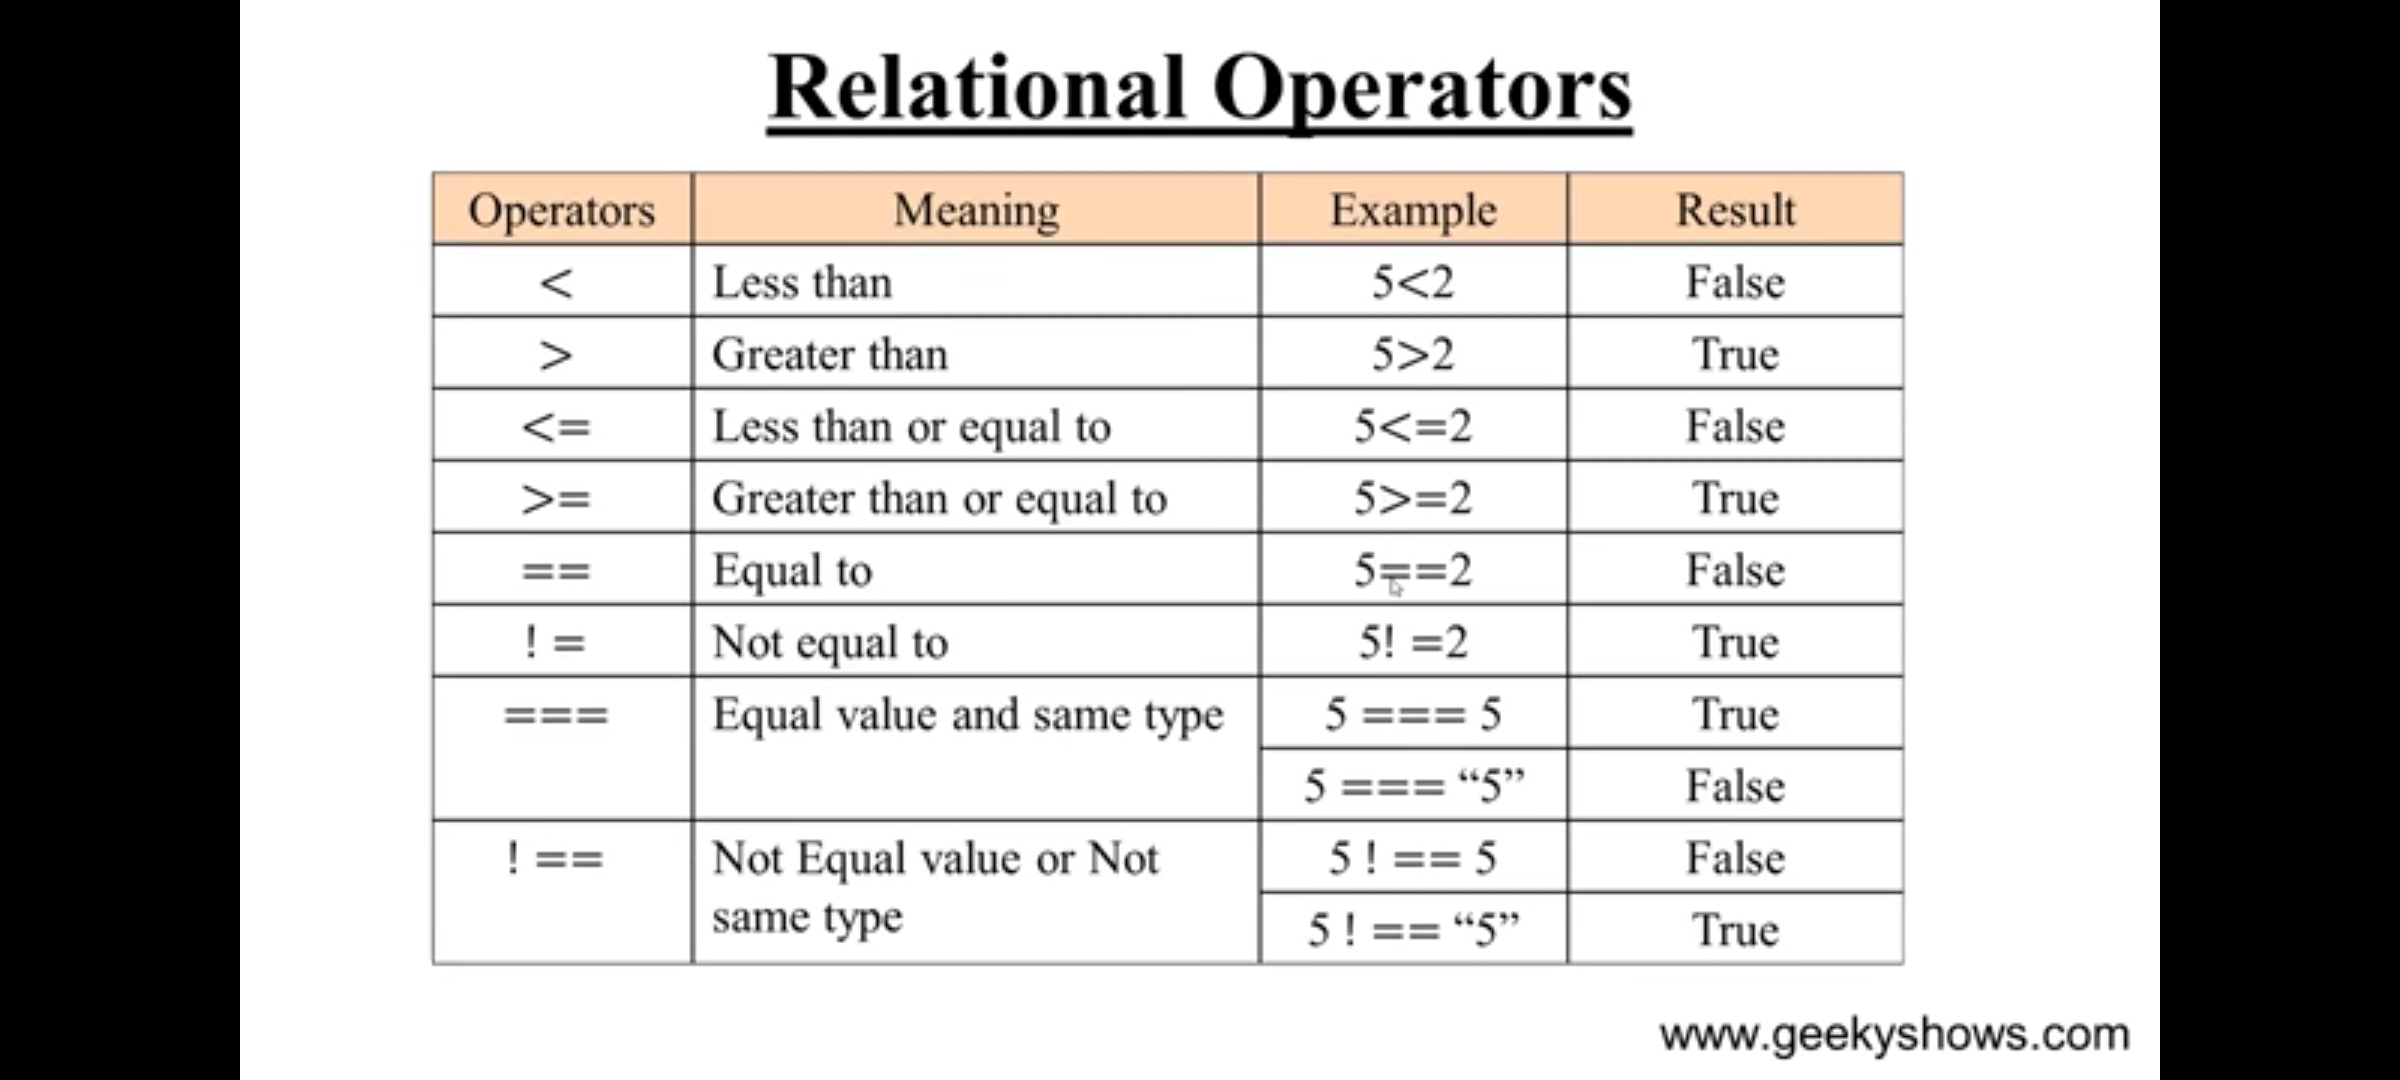 Relational Operators
Operators Meaning Example Result
< Less than 5<2 False
> Greater than 5>2 True
<= Less than or equal to 5<=2 False
>= Greater than or equal to 5>=2 True
== Equal to 5==2 False
! = Not equal to 5! =2 True
=== Equal value and same type 5 === 5 True
5 === “5” False
! == Not Equal value or Not 5 ! == 5 False
same type 5 ! == “5” True
www.geekyshows.com